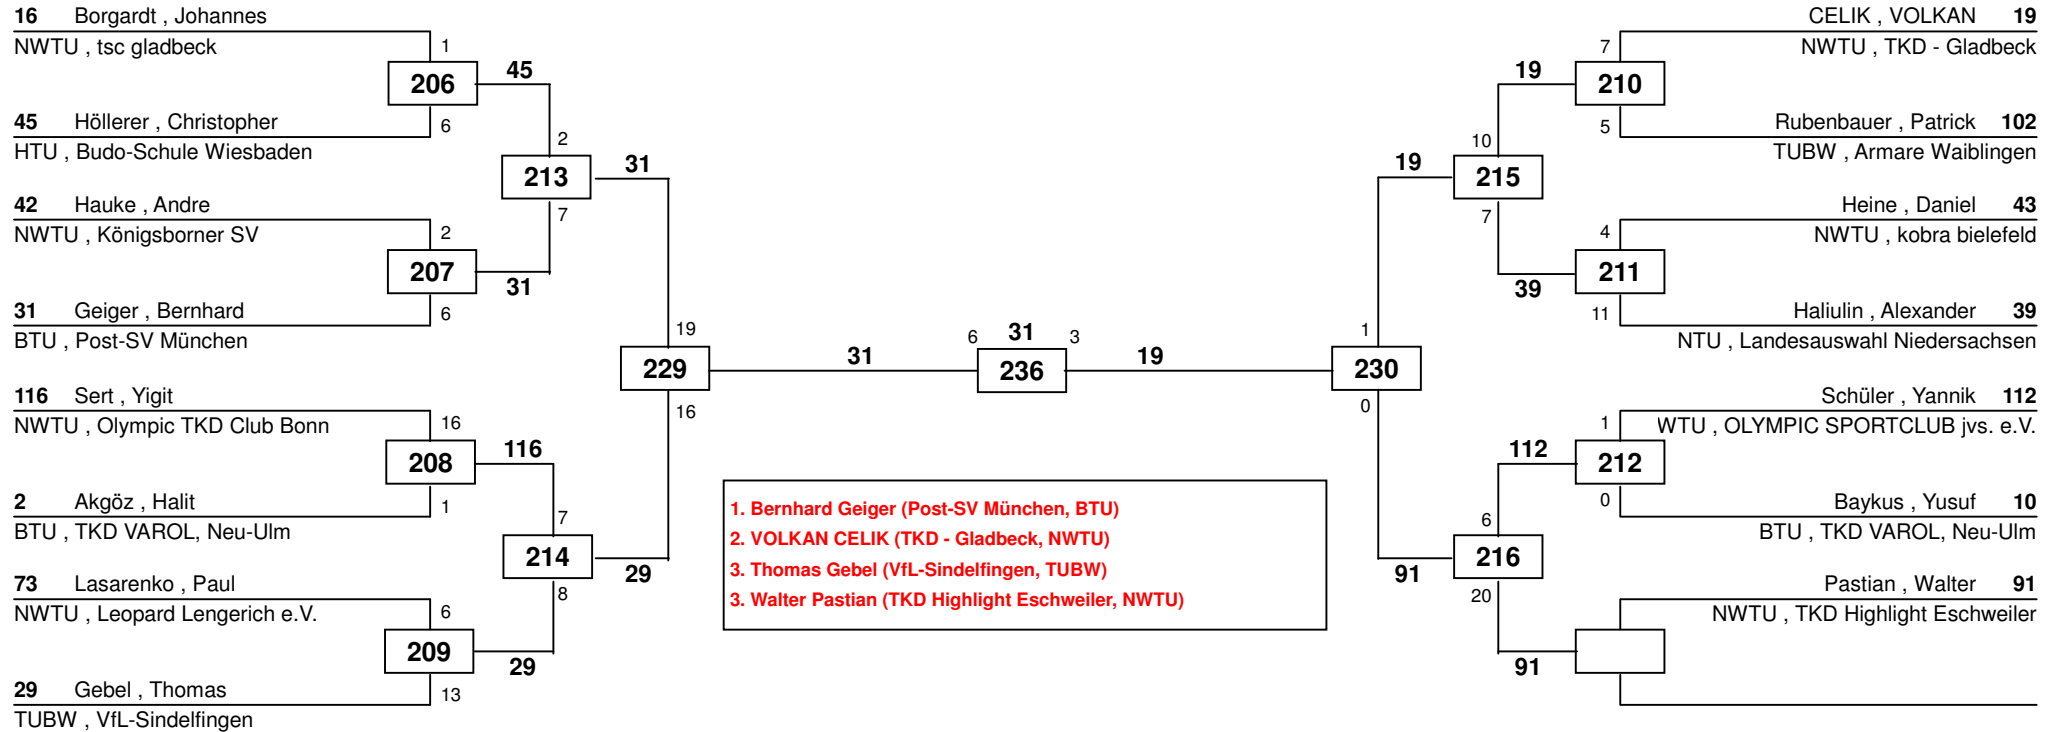 16 Borgardt , Johannes
NWTU , tsc gladbeck
1
206
45
6
45 Höllerer , Christopher
HTU , Budo-Schule Wiesbaden
2
213
31
7
42 Hauke , Andre
NWTU , Königsborner SV
2
207
31
6
31 Geiger , Bernhard
BTU , Post-SV München
19
229
31
16
116 Sert , Yigit
NWTU , Olympic TKD Club Bonn
16
208
116
1
2 Akgöz , Halit
BTU , TKD VAROL, Neu-Ulm
7
214
29
8
73 Lasarenko , Paul
NWTU , Leopard Lengerich e.V.
6
209
29
13
29 Gebel , Thomas
TUBW , VfL-Sindelfingen
6 31 3
236
19
1. Bernhard Geiger (Post-SV München, BTU)
2. VOLKAN CELIK (TKD - Gladbeck, NWTU)
3. Thomas Gebel (VfL-Sindelfingen, TUBW)
3. Walter Pastian (TKD Highlight Eschweiler, NWTU)
CELIK , VOLKAN 19
NWTU , TKD - Gladbeck
7
19
210
5
Rubenbauer , Patrick 102
TUBW , Armare Waiblingen
10
19
215
7
Heine , Daniel 43
NWTU , kobra bielefeld
4
211
39
11
Haliulin , Alexander 39
NTU , Landesauswahl Niedersachsen
1
230
0
Schüler , Yannik 112
WTU , OLYMPIC SPORTCLUB jvs. e.V.
1
112
212
0
Baykus , Yusuf 10
BTU , TKD VAROL, Neu-Ulm
6
216
91
20
Pastian , Walter 91
NWTU , TKD Highlight Eschweiler
91